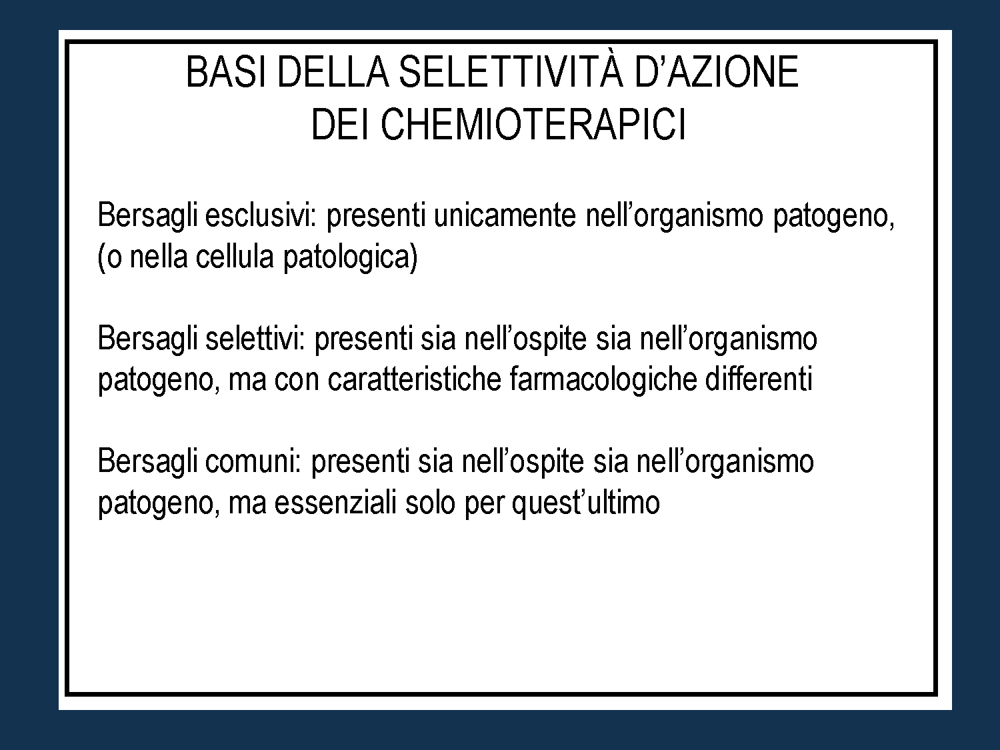 BASI DELLA SELETTIVITÀ D’AZIONE
DEI CHEMIOTERAPICI
Bersagli esclusivi: presenti unicamente nell’organismo patogeno,
(o nella cellula patologica)
Bersagli selettivi: presenti sia nell’ospite sia nell’organismo
patogeno, ma con caratteristiche farmacologiche differenti
Bersagli comuni: presenti sia nell’ospite sia nell’organismo
patogeno, ma essenziali solo per quest’ultimo